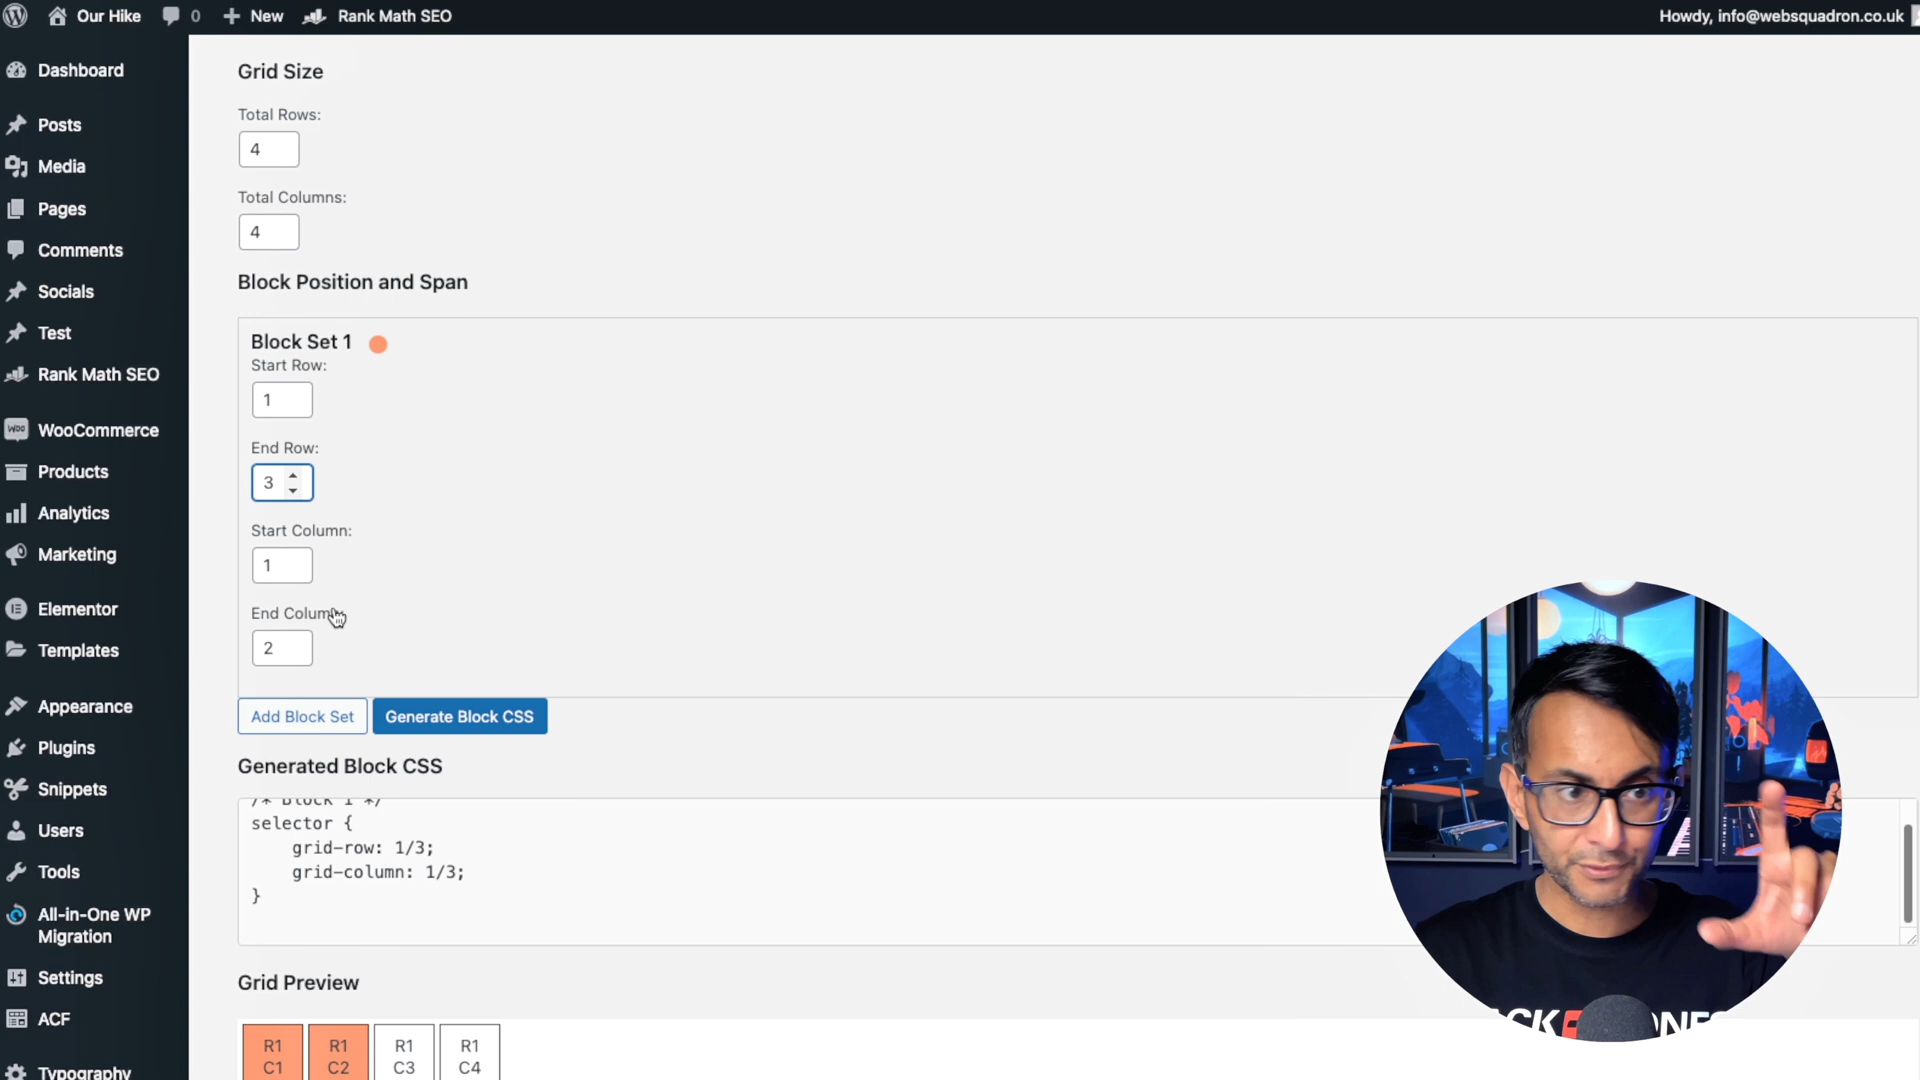 Our Hike
0
New
Rank Math SEO
Howdy, info@websquadron.co.uk
Dashboard
Posts
Media
Pages
Comments
Socials
Test
Rank Math SEO
WooCommerce
Products
Analytics
Marketing
Elementor
Templates
Appearance
Plugins
Snippets
Users
Tools
All-in-One WP
Migration
Settings
ACF
Typography
Grid Size
Total Rows:
4
Total Columns:
4
Block Position and Span
Block Set 1
Start Row:
1
End Row:
3
Start Column:
1
End Column:
2
Add Block Set
Generate Block CSS
Generated Block CSS
/* Block 1 */
selector {
grid-row: 1/3;
grid-column: 1/3;
}
Grid Preview
R1 R1 R1 R1
C1 C2 C3 C4